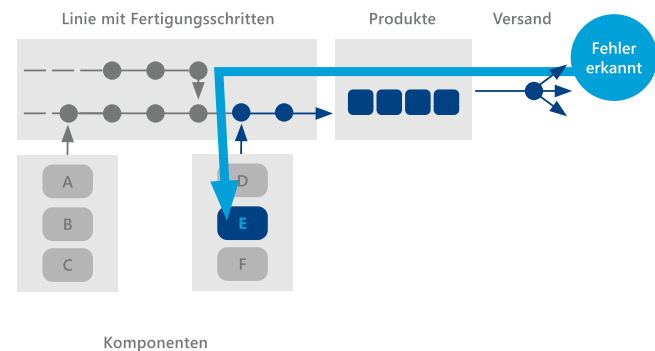 Linie mit Fertigungsschritten
Produkte
Versand
Fehler
erkannt
A
B
C
D
E
F
Komponenten